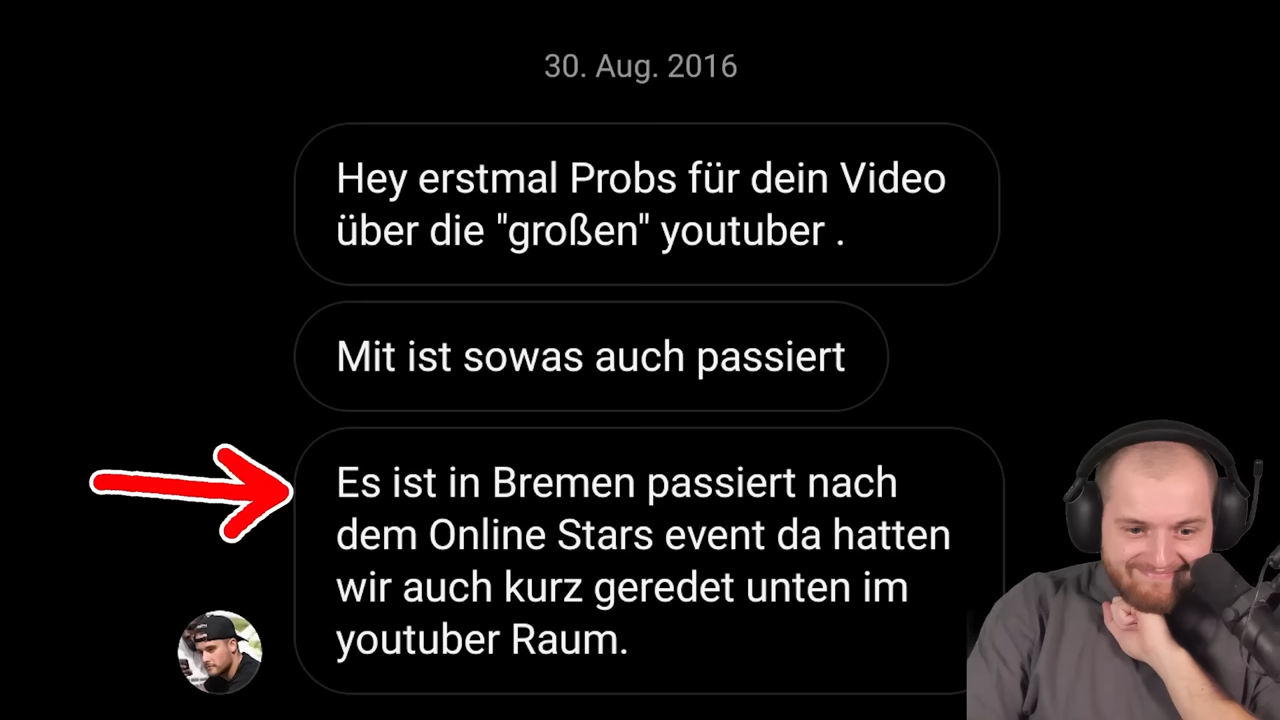 30. Aug. 2016
Hey erstmal Probs für dein Video
über die "großen" youtuber .
Mit ist sowas auch passiert
Es ist in Bremen passiert nach
dem Online Stars event da hatten
wir auch kurz geredet unten im
youtuber Raum.